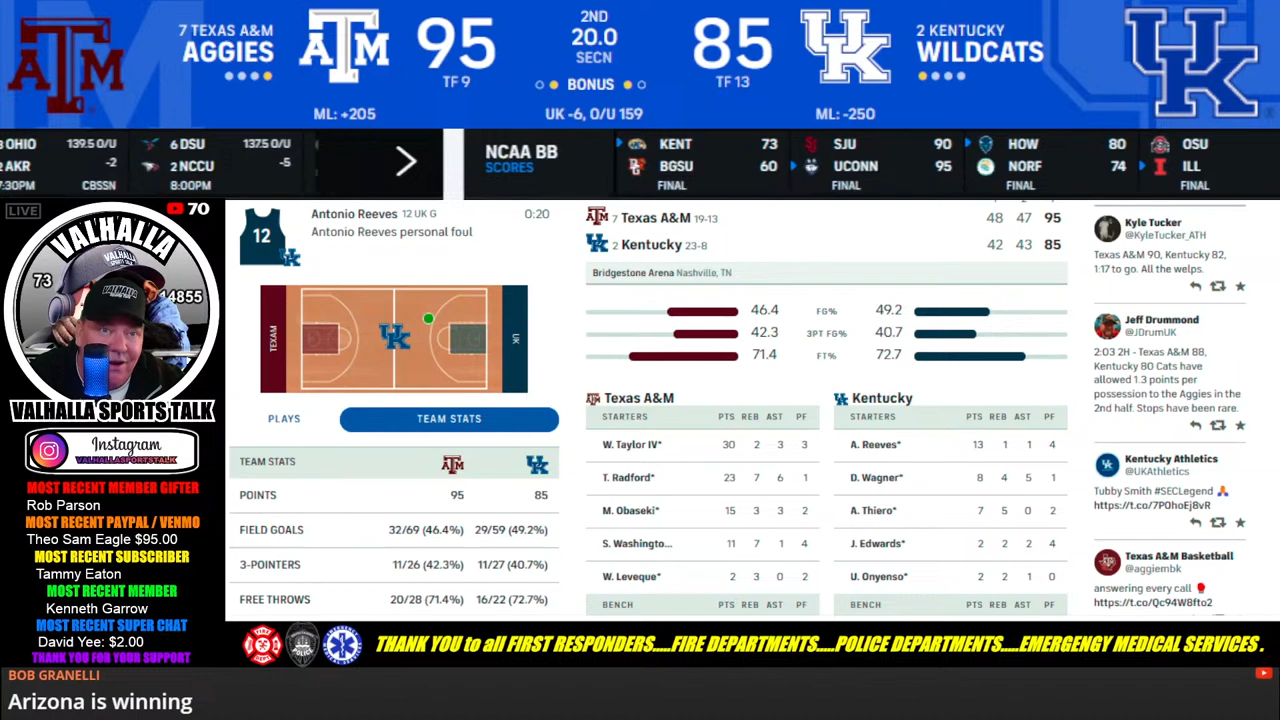 7 TEXAS A&M
AGGIES
ATM
95
TF 9
2ND
20.0
SECN
BONUS
85
TF 13
UK
2 KENTUCKY
WILDCATS
ML: +205
UK -6, O/U 159
ML: -250
OHIO 139.5 O/U
AKR -2
7:30PM CBSSN
6 DSU 137.5 O/U
2 NCCU -5
8:00PM
NCAA BB
SCORES
KENT 73
BGSU 60
FINAL
SJU 90
UCONN 95
FINAL
HOW 80
NORF 74
FINAL
OSU
ILL
FINAL
LIVE
70
VALHALLA
73
14855
VALHALLA SPORTS TALK
Instagram
VALHALLASPORTSTALK
MOST RECENT MEMBER GIFTER
Rob Parson
MOST RECENT PAYPAL / VENMO
Theo Sam Eagle $95.00
MOST RECENT SUBSCRIBER
Tammy Eaton
MOST RECENT MEMBER
Kenneth Garrow
MOST RECENT SUPER CHAT
David Yee: $2.00
THANK YOU FOR YOUR SUPPORT
12
Antonio Reeves 12 UK G 0:20
Antonio Reeves personal foul
TEXAM
UK
UK
PLAYS
TEAM STATS
TEAM STATS
POINTS 95 85
FIELD GOALS 32/69 (46.4%) 29/59 (49.2%)
3-POINTERS 11/26 (42.3%) 11/27 (40.7%)
FREE THROWS 20/28 (71.4%) 16/22 (72.7%)
7 Texas A&M 19-13 48 47 95
2 Kentucky 23-8 42 43 85
Bridgestone Arena Nashville, TN
46.4 FG% 49.2
42.3 3PT FG% 40.7
71.4 FT% 72.7
Texas A&M
STARTERS PTS REB AST PF
W. Taylor IV* 30 2 3 3
T. Radford* 23 7 6 1
M. Obaseki* 15 3 3 2
S. Washingto... 11 7 1 4
W. Leveque* 2 3 0 2
BENCH PTS REB AST PF
Kentucky
STARTERS PTS REB AST PF
A. Reeves* 13 1 1 4
D. Wagner* 8 4 5 1
A. Thiero* 7 5 0 2
J. Edwards* 2 2 2 4
U. Onyenso* 2 2 1 0
BENCH PTS REB AST PF
Kyle Tucker
@KyleTucker_ATH
Texas A&M 90, Kentucky 82,
1:17 to go. All the welps.
Jeff Drummond
@JDrumUK
2:03 2H - Texas A&M 88,
Kentucky 80 Cats have
allowed 1.3 points per
possession to the Aggies in the
2nd half. Stops have been rare.
Kentucky Athletics
@UKAthletics
Tubby Smith #SECLegend 🙏
https://t.co/7P0hoEj8vR
Texas A&M Basketball
@aggiembk
answering every call
https://t.co/Qc94W8fto2
THANK YOU to all FIRST RESPONDERS.....FIRE DEPARTMENTS.....POLICE DEPARTMENTS.....EMERGENGY MEDICAL SERVICES .
BOB GRANELLI
Arizona is winning